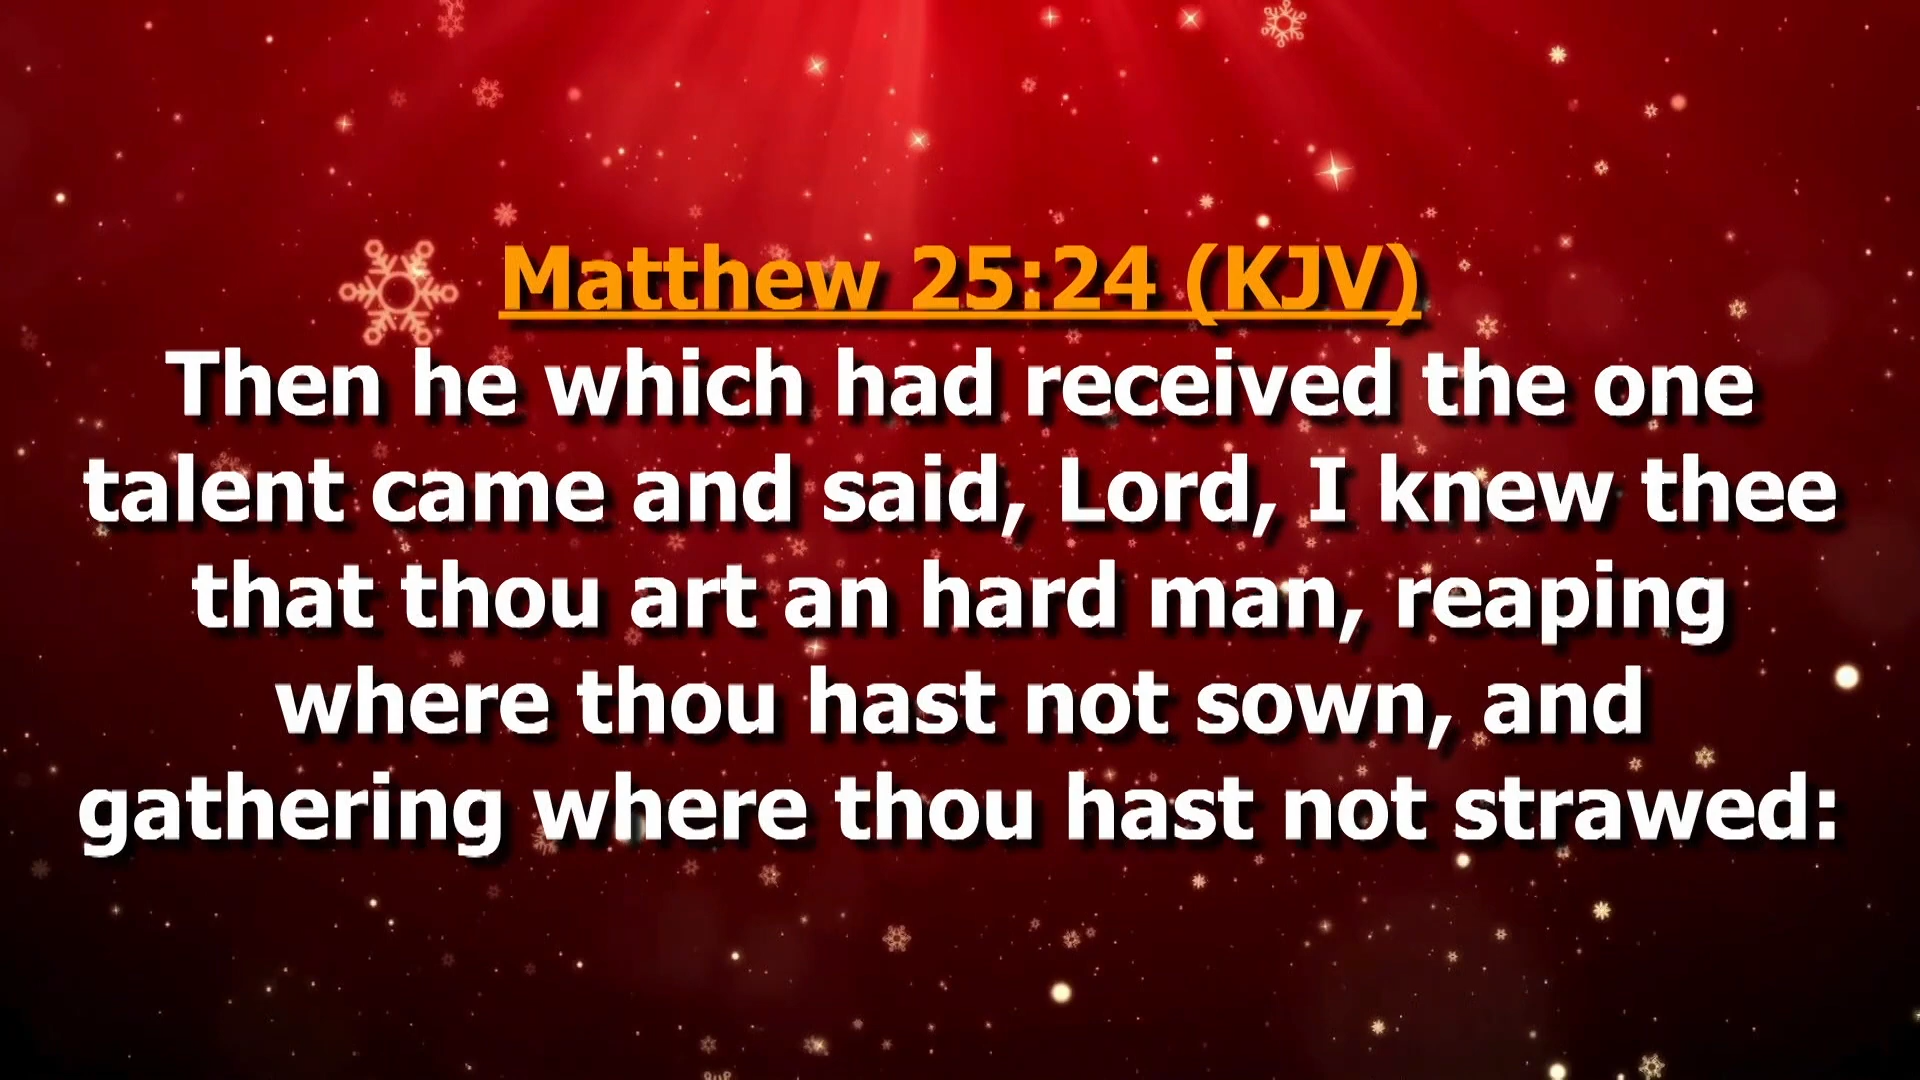 Matthew 25:24 (KJV)
Then he which had received the one
talent came and said, Lord, I knew thee
that thou art an hard man, reaping
where thou hast not sown, and
gathering where thou hast not strawed: